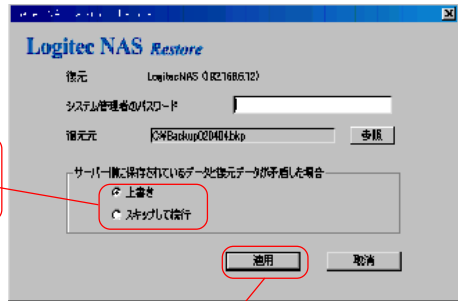 Logitec NAS Restore
復元 LogitecNAS (192.168.6.12)
システム管理者のパスワード
復元元 C:¥Backup020404.bkp 参照
サーバー側に保存されているデータと復元データが矛盾した場合
上書き
スキップして続行
適用 取消